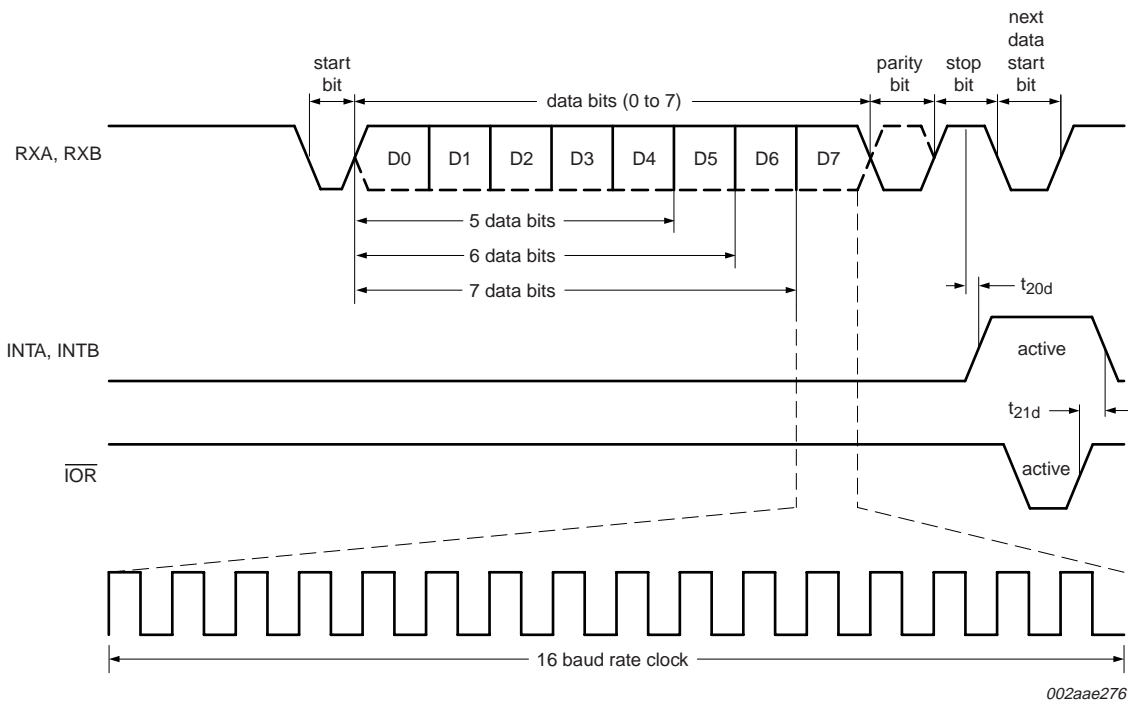 start
bit
data bits (0 to 7)
parity
bit
stop
bit
next
data
start
bit
RXA, RXB
D0 D1 D2 D3 D4 D5 D6 D7
5 data bits
6 data bits
7 data bits
t20d
INTA, INTB
active
t21d
IOR
active
16 baud rate clock
002aae276